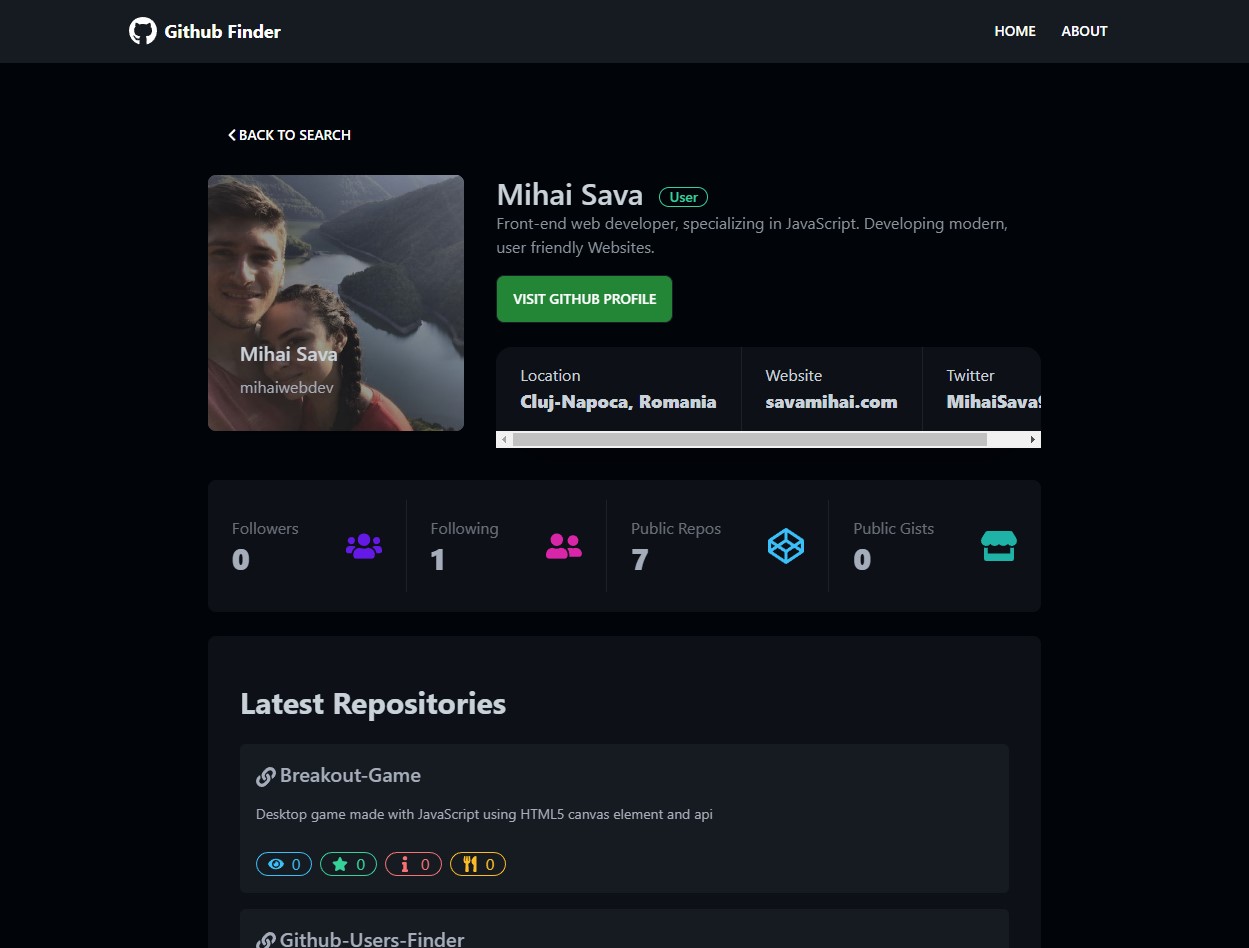 Github Finder
HOME ABOUT
BACK TO SEARCH
Mihai Sava
mihaiwebdev
Mihai Sava User
Front-end web developer, specializing in JavaScript. Developing modern,
user friendly Websites.
VISIT GITHUB PROFILE
Location
Cluj-Napoca, Romania
Website
savamihai.com
Twitter
Followers
0
Following
1
Public Repos
7
Public Gists
0
Latest Repositories
Breakout-Game
Desktop game made with JavaScript using HTML5 canvas element and api
0 0 0 0
Github-Users-Finder